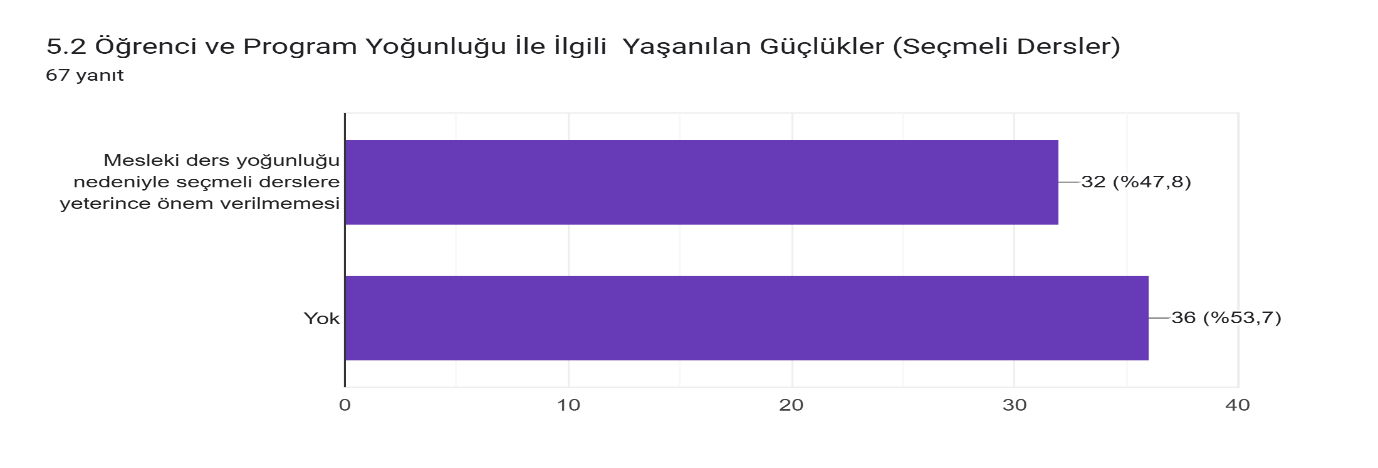 5.2 Öğrenci ve Program Yoğunluğu İle İlgili  Yaşanılan Güçlükler (Seçmeli Dersler)
67 yanıt
Mesleki ders yoğunluğu
nedeniyle seçmeli derslere
yeterince önem verilmemesi
32 (%47,8)
Yok
36 (%53,7)
0 10 20 30 40